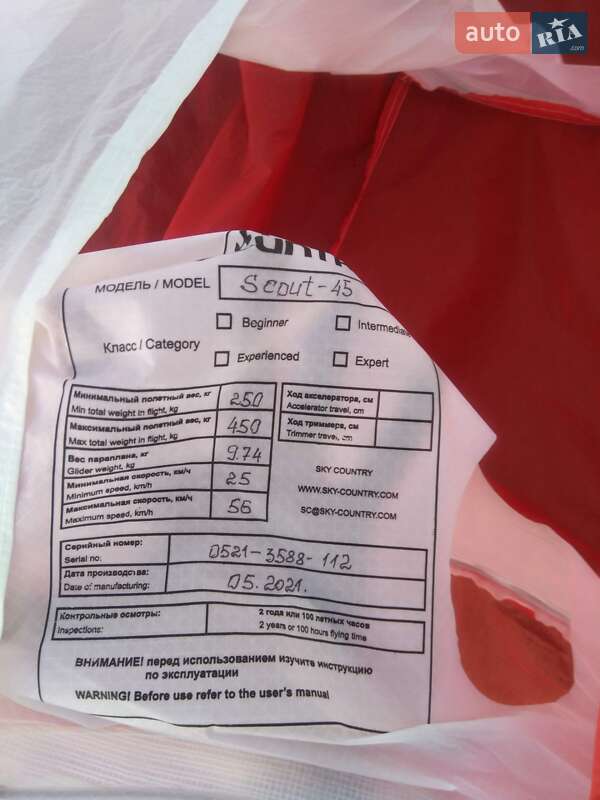 auto RIA .com
МОДЕЛЬ / MODEL Scout-45
Класс / Category
Beginner
Experienced
Expert
Минимальный полетный вес, кг 250
Min total weight in flight, kg
Максимальный полетный вес, кг 450
Max total weight in flight, kg
Вес параплана, кг 9.74
Glider weight, kg
Минимальная скорость, км/ч 25
Minimum speed, km/h
Максимальная скорость, км/ч 56
Maximum speed, km/h
Ход акселератора, см
Accelerator travel, cm
Ход триммера, см
Trimmer travel, cm
SKY COUNTRY
WWW.SKY-COUNTRY.COM
SC@SKY-COUNTRY.COM
Серийный номер: 0521-3588-112
Serial no:
Дата производства: 05.2021.
Date of manufacturing:
Контрольные осмотры: 2 года или 100 летных часов
Inspections: 2 years or 100 hours flying time
ВНИМАНИЕ! перед использованием изучите инструкцию
по эксплуатации
WARNING! Before use refer to the user's manual